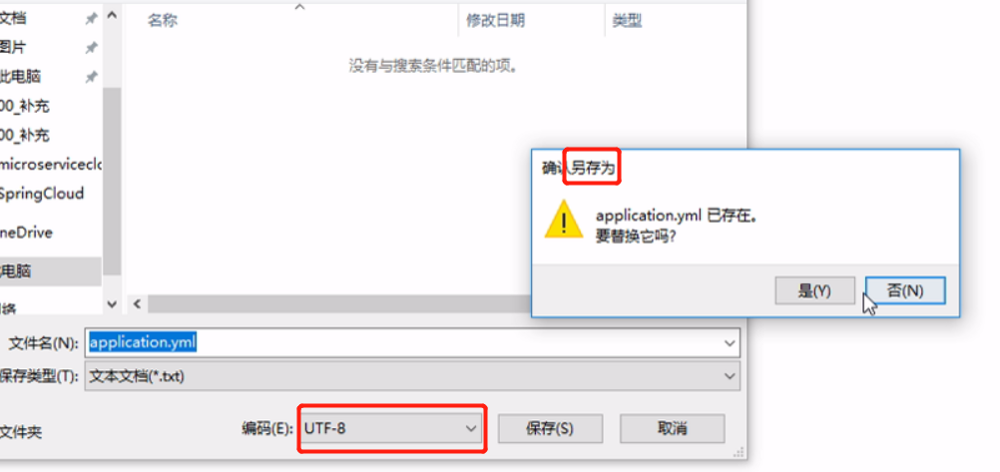 文档
名称
修改日期
类型
图片
此电脑
没有与搜索条件匹配的项。
00_补充
00_补充
microserviceclo
SpringCloud
neDrive
电脑
确认另存为
application.yml 已存在。
要替换它吗?
是(Y)
否(N)
文件名(N):
application.yml
保存类型(T):
文本文档(*.txt)
文件夹
编码(E):
UTF-8
保存(S)
取消